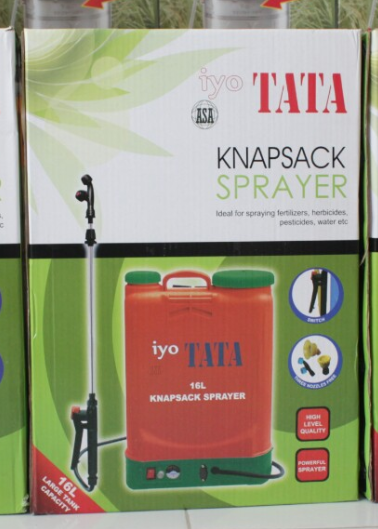 iyo TATA
ASA
KNAPSACK
SPRAYER
Ideal for spraying fertilizers, herbicides,
pesticides, water etc
SWITCH
iyo TATA
16L
KNAPSACK SPRAYER
HIGH
LEVEL
QUALITY
POWERFUL
SPRAYER
16L
LARGE TANK
CAPACITY